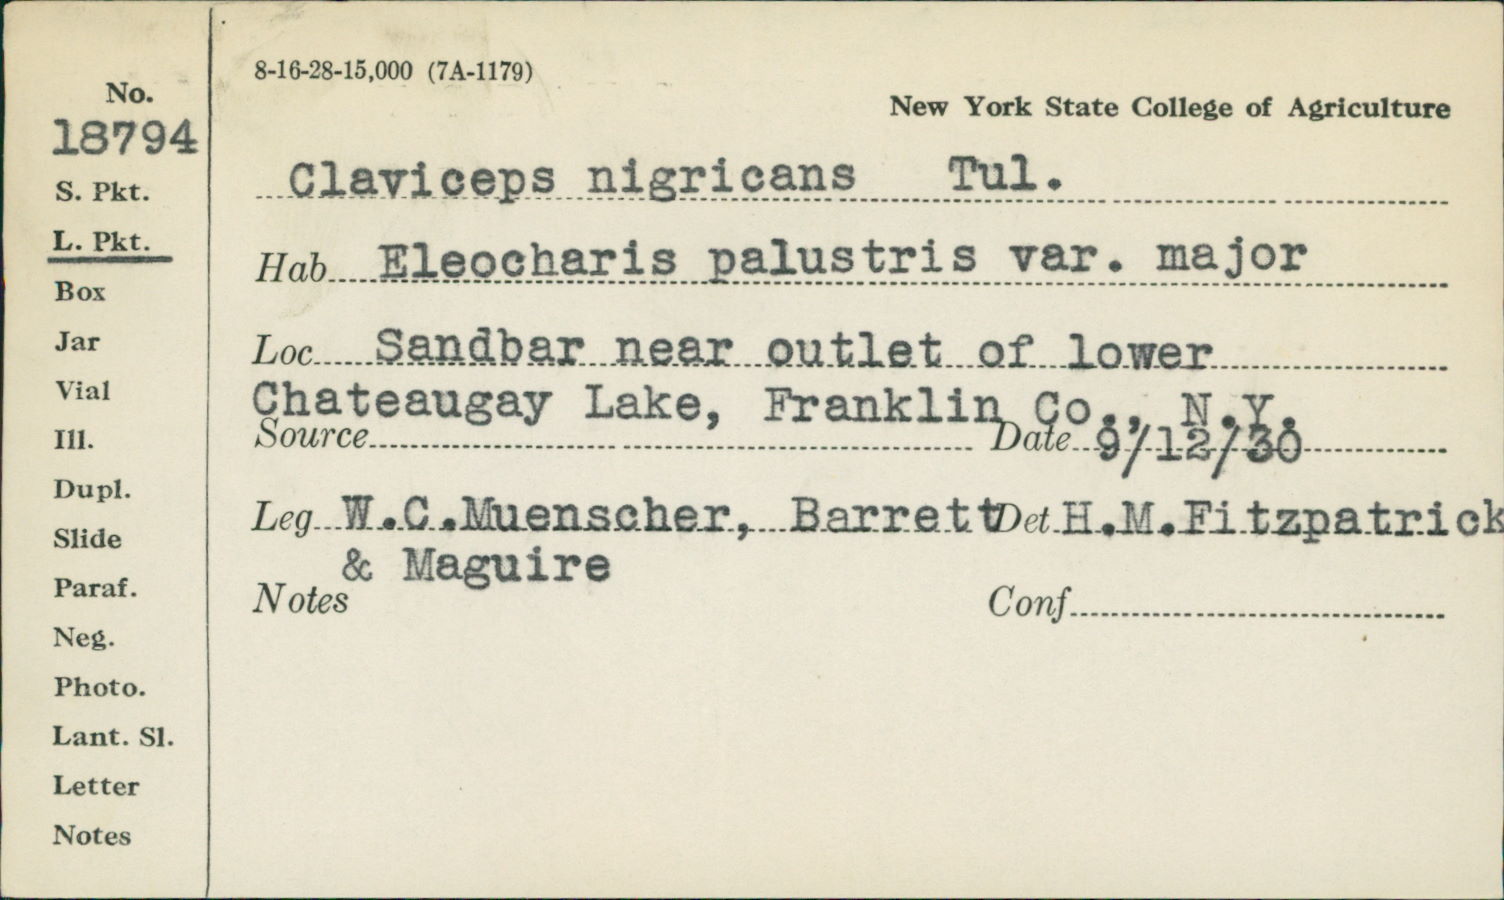 8-16-28-15,000 (7A-1179)
New York State College of Agriculture
No.
18794
S. Pkt.
L. Pkt.
Box
Jar
Vial
Ill.
Dupl.
Slide
Paraf.
Neg.
Photo.
Lant. Sl.
Letter
Notes
Claviceps nigricans Tul.
Hab Eleocharis palustris var. major
Loc Sandbar near outlet of lower
Chateaugay Lake, Franklin Co., N.Y.
Source Date 9/12/30
Leg W.C.Muenscher, Barrett Det H.M.Fitzpatrick
& Maguire
Notes Conf